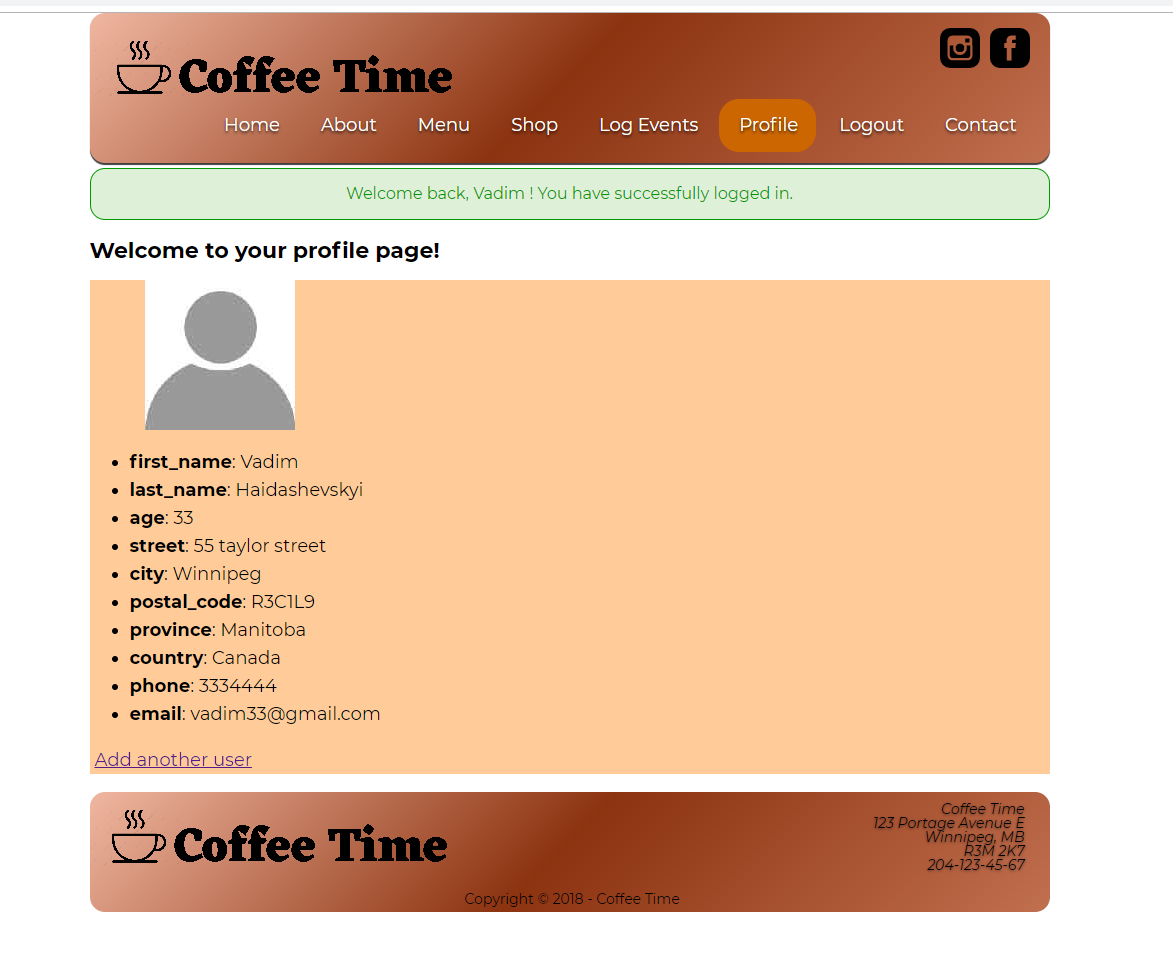 Coffee Time
Home About Menu Shop Log Events Profile Logout Contact
Welcome back, Vadim ! You have successfully logged in.
Welcome to your profile page!
first_name: Vadim
last_name: Haidashevskyi
age: 33
street: 55 taylor street
city: Winnipeg
postal_code: R3C1L9
province: Manitoba
country: Canada
phone: 3334444
email: vadim33@gmail.com
Add another user
Coffee Time
Coffee Time
123 Portage Avenue E
Winnipeg, MB
R3M 2K7
204-123-45-67
Copyright © 2018 - Coffee Time